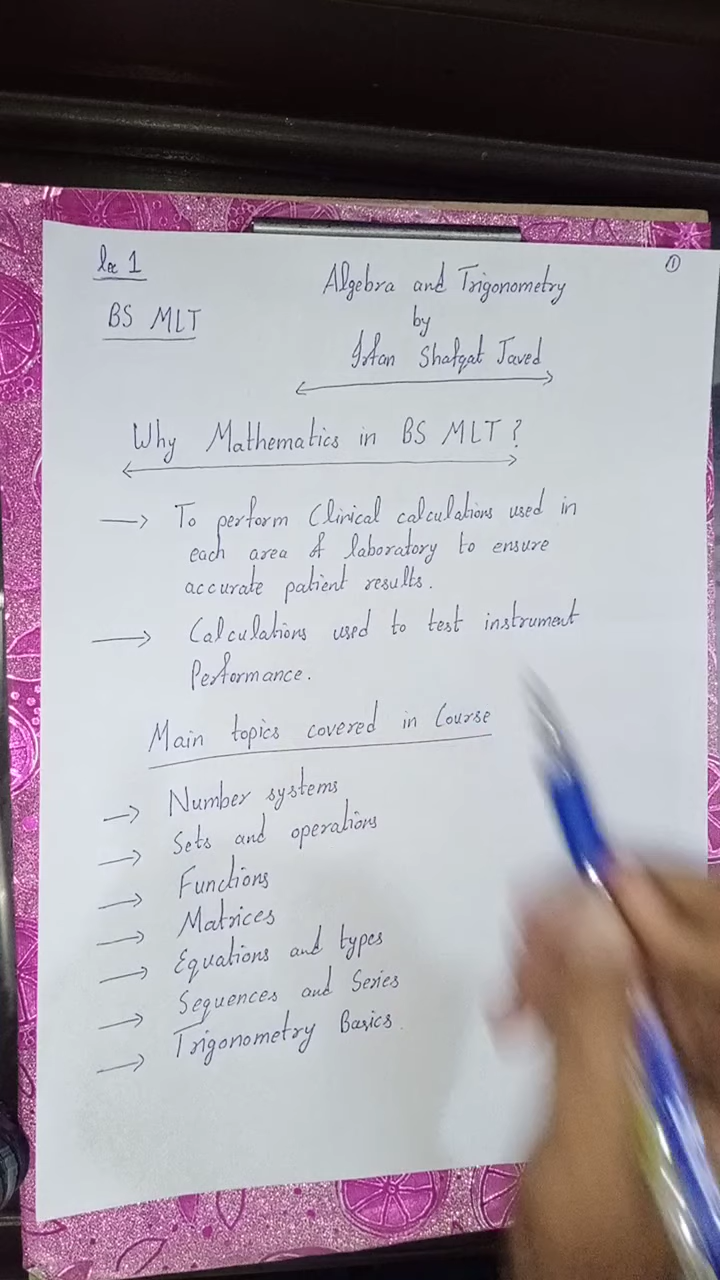 lec 1
Algebra and Trigonometry
①
BS MLT
by
Irfan Shafqat Javed
Why Mathematics in BS MLT?
→ To perform Clinical calculations used in
each area of laboratory to ensure
accurate patient results.
→ Calculations used to test instrument
Performance.
Main topics covered in Course
→ Number systems
→ Sets and operations
→ Functions
→ Matrices
→ Equations and types
→ Sequences and Series
→ Trigonometry Basics.